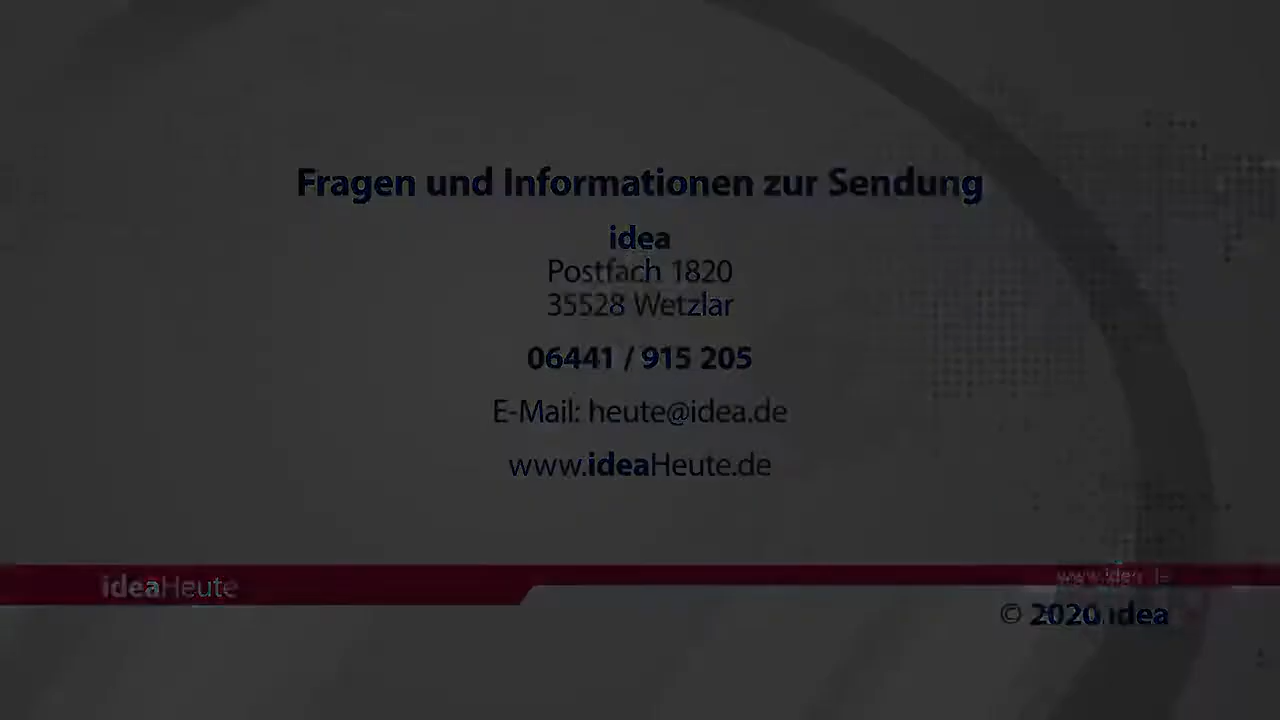 Fragen und Informationen zur Sendung
idea
Postfach 1820
35528 Wetzlar
06441 / 915 205
E-Mail: heute@idea.de
www.ideaHeute.de
ideaHeute
© 2020 idea